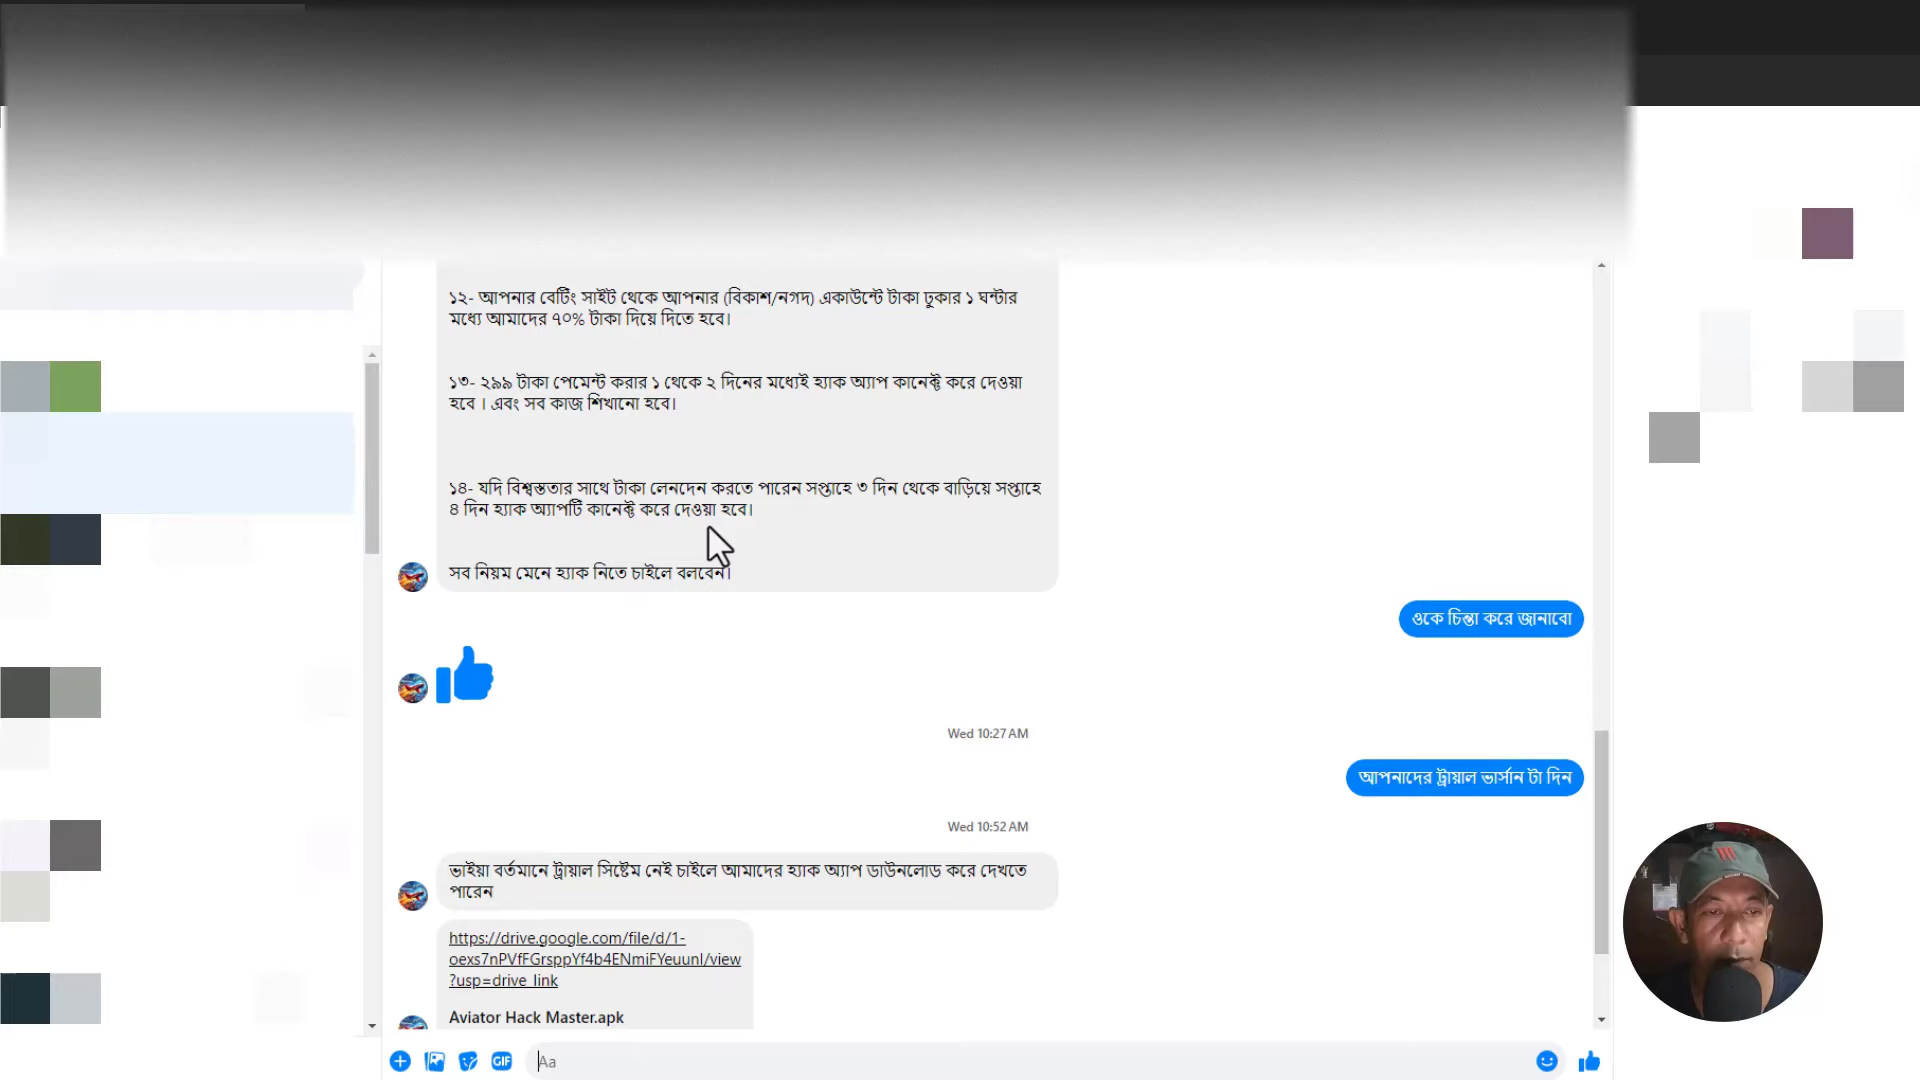 ১২- আপনার বেটিং সাইট থেকে আপনার (বিকাশ/নগদ) একাউন্টে টাকা ঢুকার ১ ঘন্টার
মধ্যে আমাদের ৭০% টাকা দিয়ে দিতে হবে।
১৩- ২৯৯ টাকা পেমেন্ট করার ১ থেকে ২ দিনের মধ্যেই হ্যাক অ্যাপ কানেক্ট করে দেওয়া
হবে । এবং সব কাজ শিখানো হবে।
১৪- যদি বিশ্বস্ততার সাথে টাকা লেনদেন করতে পারেন সপ্তাহে ৩ দিন থেকে বাড়িয়ে সপ্তাহে
৪ দিন হ্যাক অ্যাপটি কানেক্ট করে দেওয়া হবে।
সব নিয়ম মেনে হ্যাক নিতে চাইলে বলবেন।
ওকে চিন্তা করে জানাবো
Wed 10:27 AM
আপনাদের ট্রায়াল ভার্সান টা দিন
Wed 10:52 AM
ভাইয়া বর্তমানে ট্রায়াল সিষ্টেম নেই চাইলে আমাদের হ্যাক অ্যাপ ডাউনলোড করে দেখতে
পারেন
https://drive.google.com/file/d/1-
oexs7nPVfFGrsppYf4b4ENmiFYeuunI/view
?usp=drive_link
Aviator Hack Master.apk
GIF
Aa